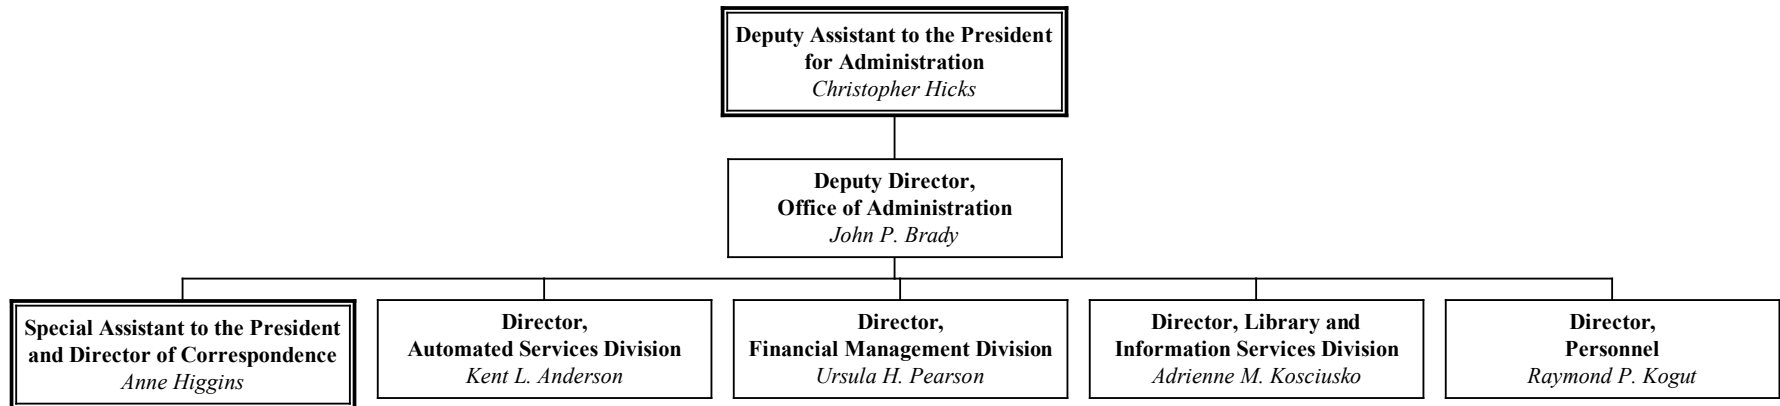 Deputy Assistant to the President
for Administration
Christopher Hicks
Deputy Director,
Office of Administration
John P. Brady
Special Assistant to the President
and Director of Correspondence
Anne Higgins
Director,
Automated Services Division
Kent L. Anderson
Director,
Financial Management Division
Ursula H. Pearson
Director, Library and
Information Services Division
Adrienne M. Kosciusko
Director,
Personnel
Raymond P. Kogut